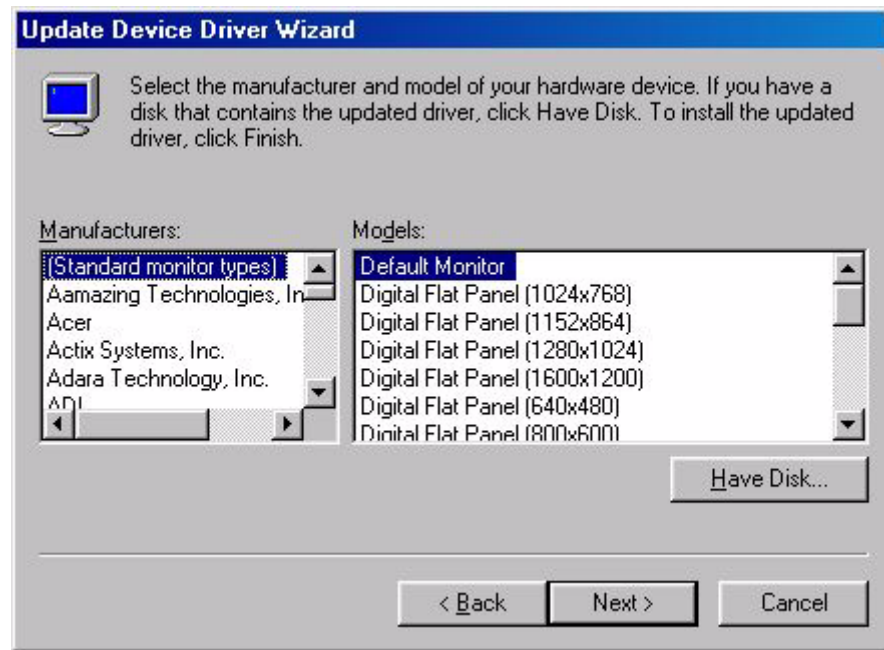 Update Device Driver Wizard
Select the manufacturer and model of your hardware device. If you have a
disk that contains the updated driver, click Have Disk. To install the updated
driver, click Finish.
Manufacturers:
(Standard monitor types)
Aamazing Technologies, In
Acer
Actix Systems, Inc.
Adara Technology, Inc.
ADI
Models:
Default Monitor
Digital Flat Panel (1024x768)
Digital Flat Panel (1152x864)
Digital Flat Panel (1280x1024)
Digital Flat Panel (1600x1200)
Digital Flat Panel (640x480)
Digital Flat Panel (800x600)
Have Disk...
< Back
Next >
Cancel